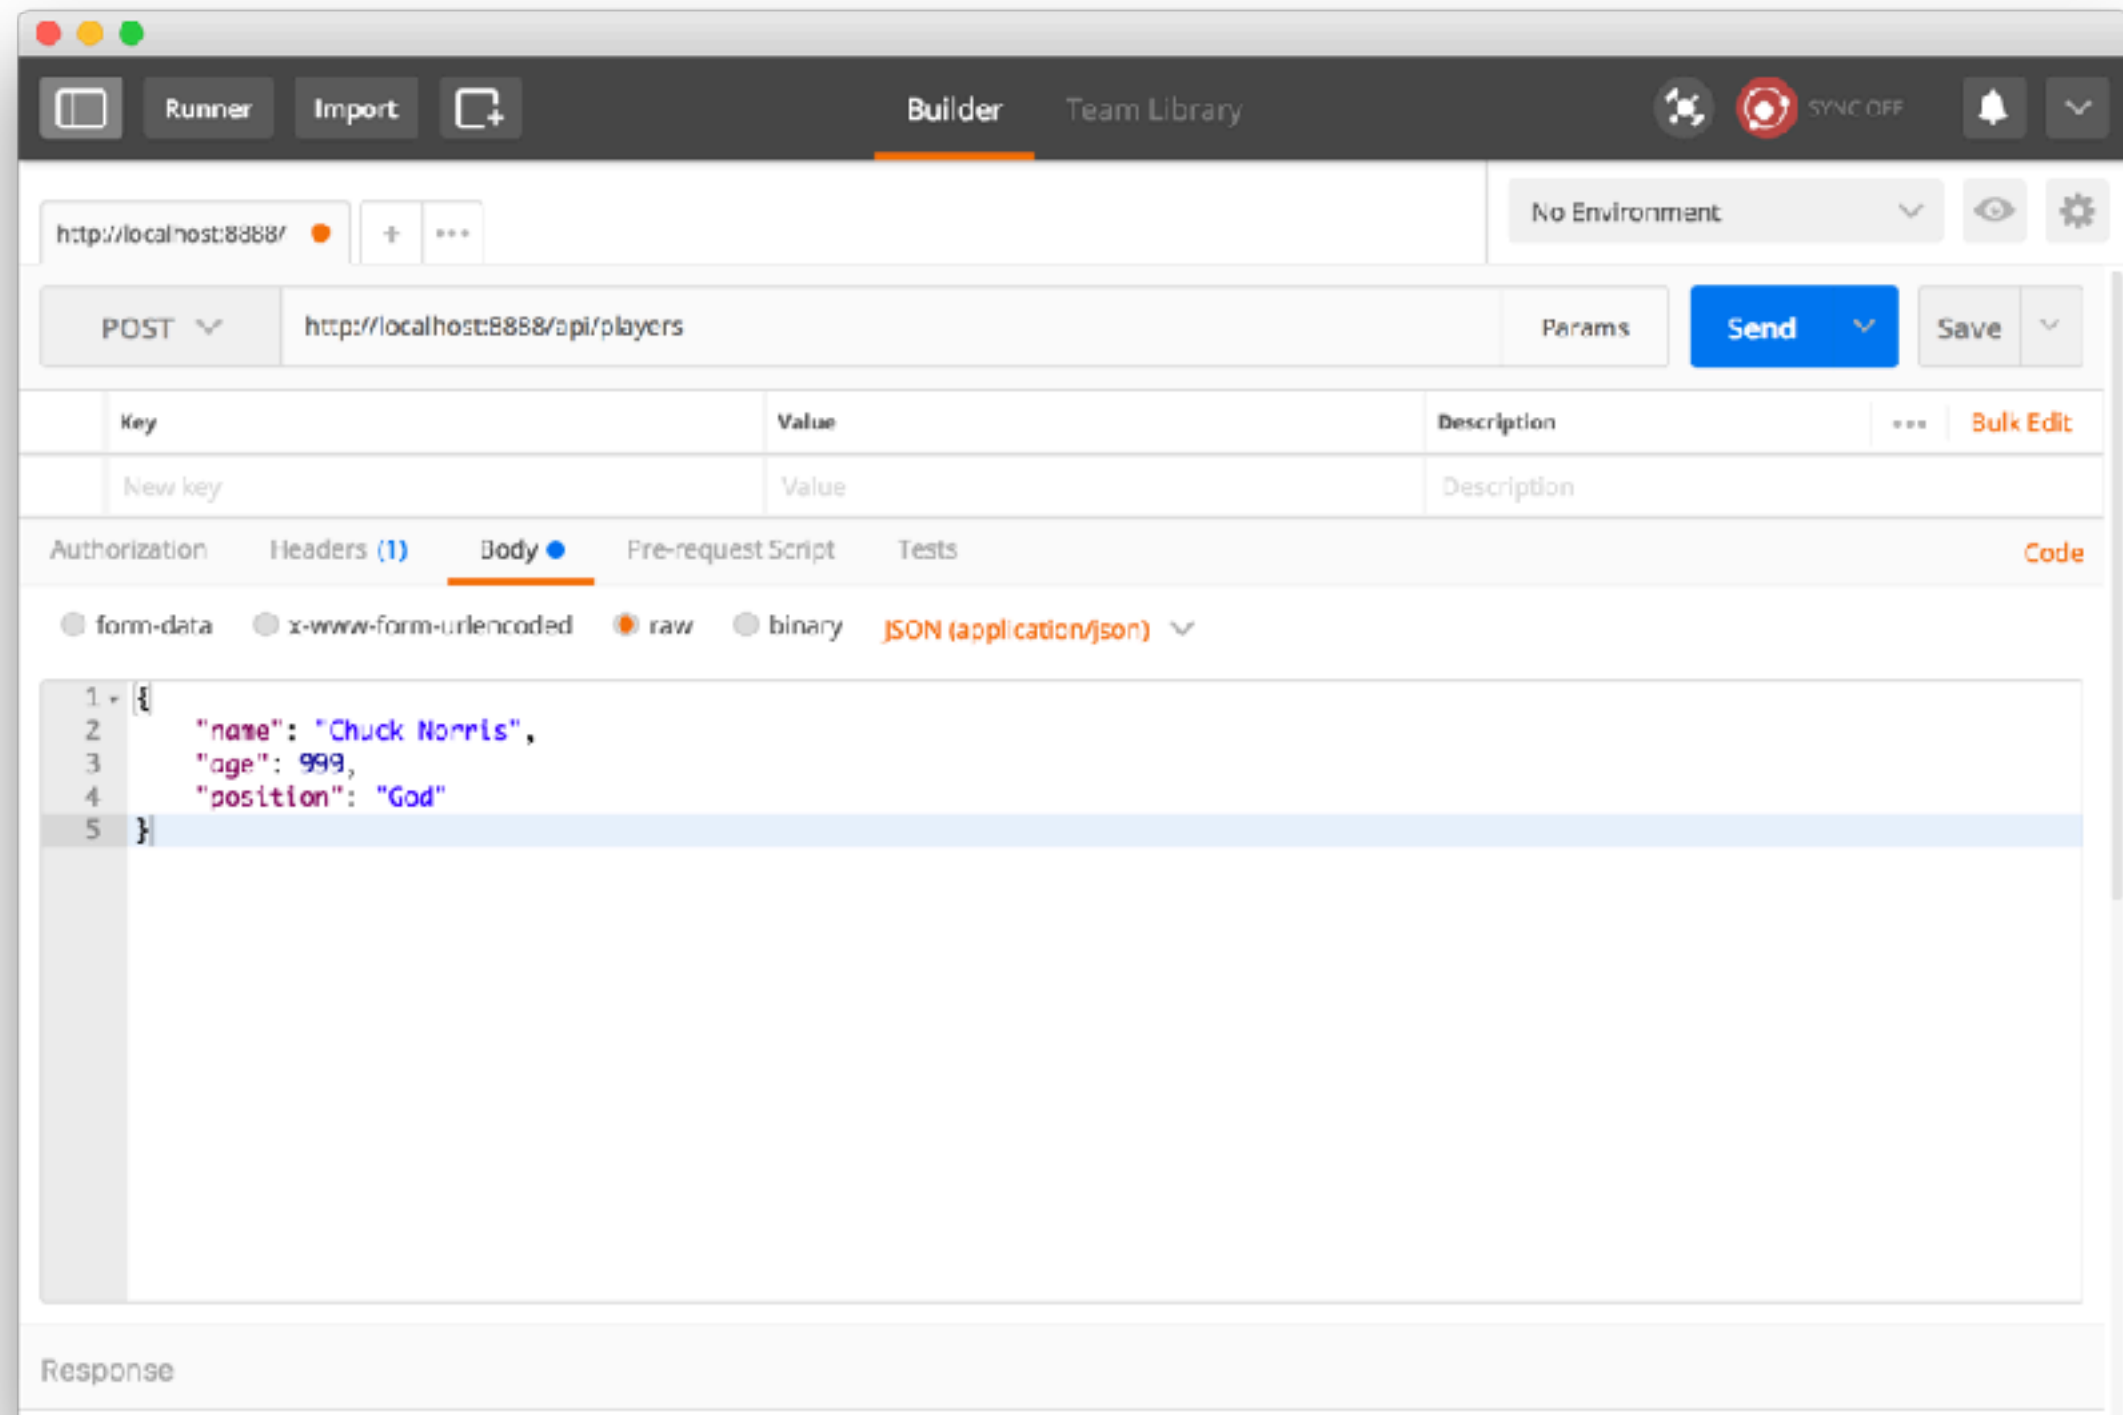 Runner Import Builder Team Library SYNC OFF
http://localhost:8888/ + ••• No Environment
POST http://localhost:8888/api/players Params Send Save
Key Value Description ••• Bulk Edit
New key Value Description
Authorization Headers (1) Body Pre-request Script Tests Code
form-data x-www-form-urlencoded raw binary JSON (application/json)
1 {
2 "name": "Chuck Norris",
3 "age": 999,
4 "position": "God"
5 }
Response